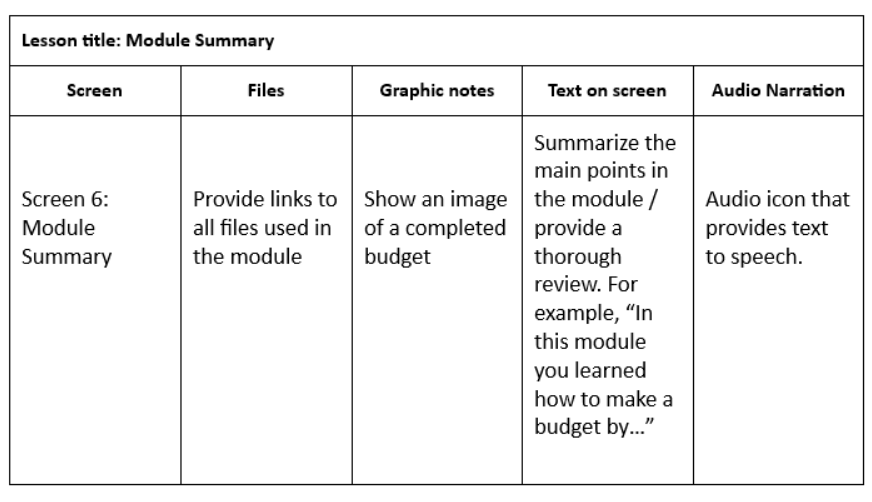 Lesson title: Module Summary
Screen
Files
Graphic notes
Text on screen
Audio Narration
Screen 6:
Module
Summary
Provide links to
all files used in
the module
Show an image
of a completed
budget
Summarize the
main points in
the module /
provide a
thorough
review. For
example, “In
this module
you learned
how to make a
budget by…”
Audio icon that
provides text
to speech.